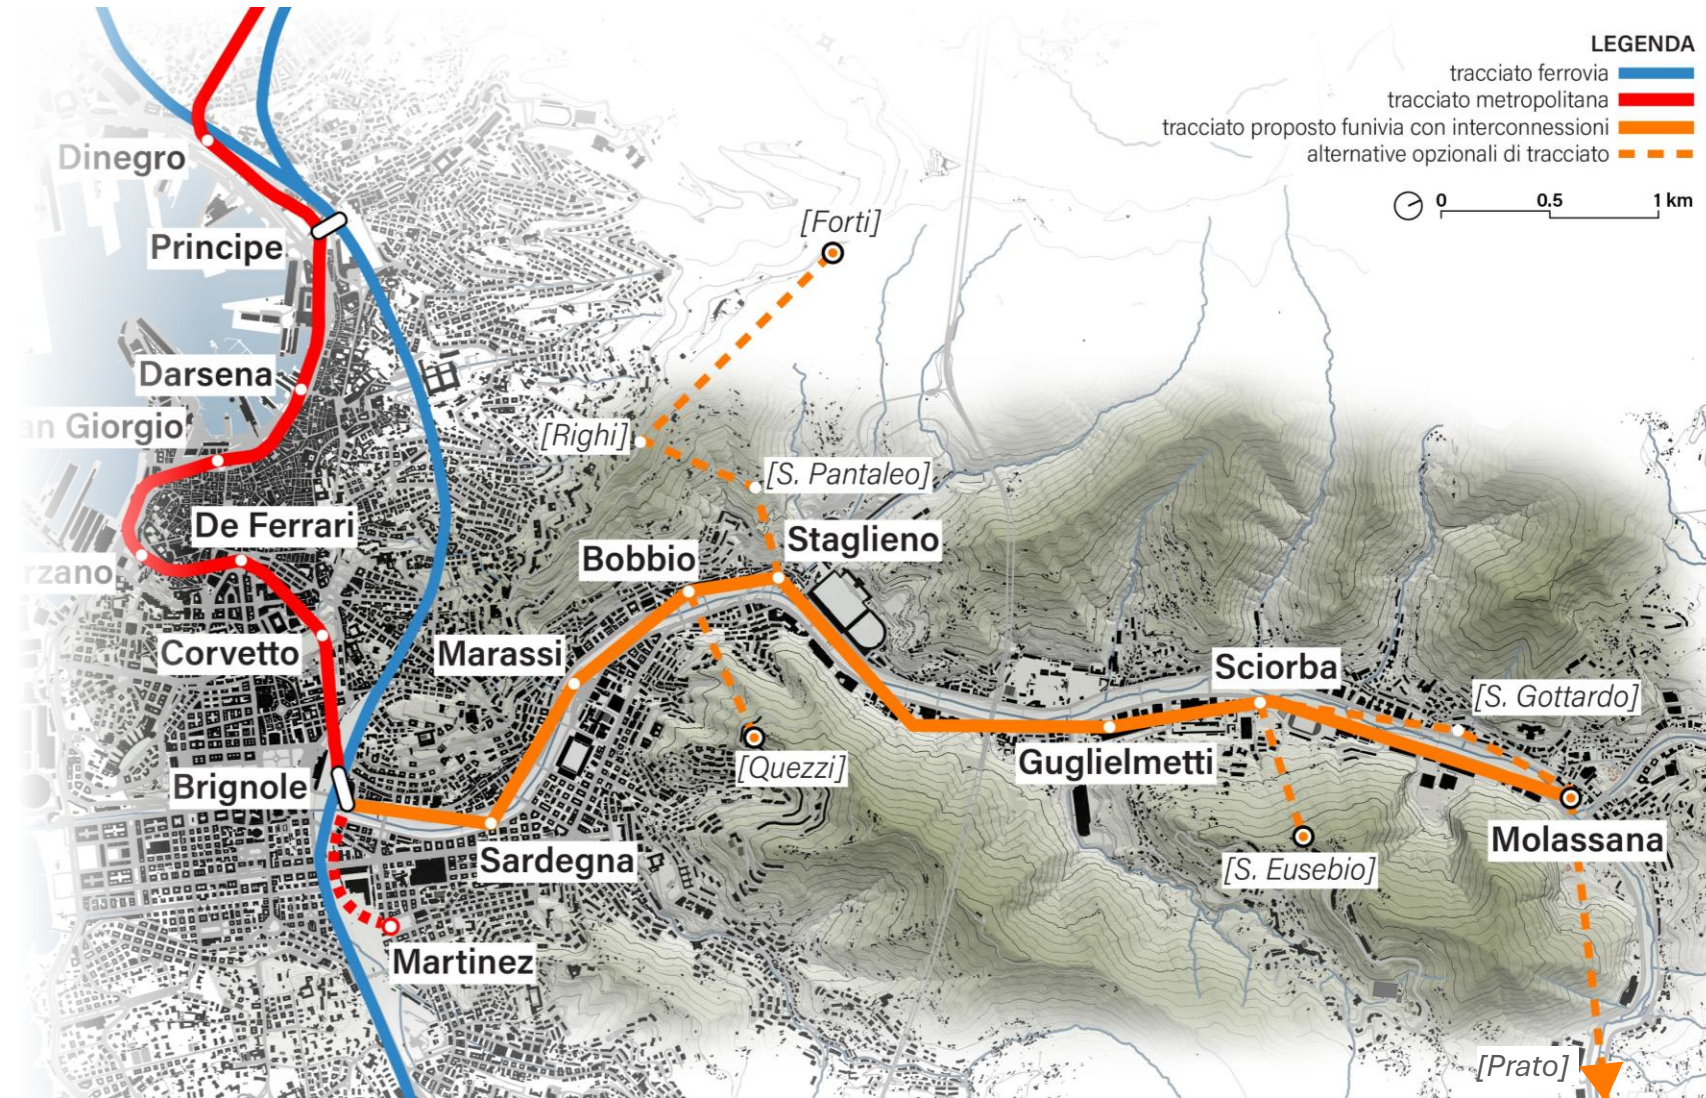 LEGENDA
tracciato ferrovia
tracciato metropolitana
tracciato proposto funivia con interconnessioni
alternative opzionali di tracciato
0 0.5 1 km
Dinegro
Principe
[Forti]
Darsena
an Giorgio
[Righi]
[S. Pantaleo]
De Ferrari
Staglieno
Bobbio
rzano
Corvetto
Marassi
Sciorba
[S. Gottardo]
Guglielmetti
[Quezzi]
Brignole
Molassana
Sardegna
[S. Eusebio]
Martinez
[Prato]